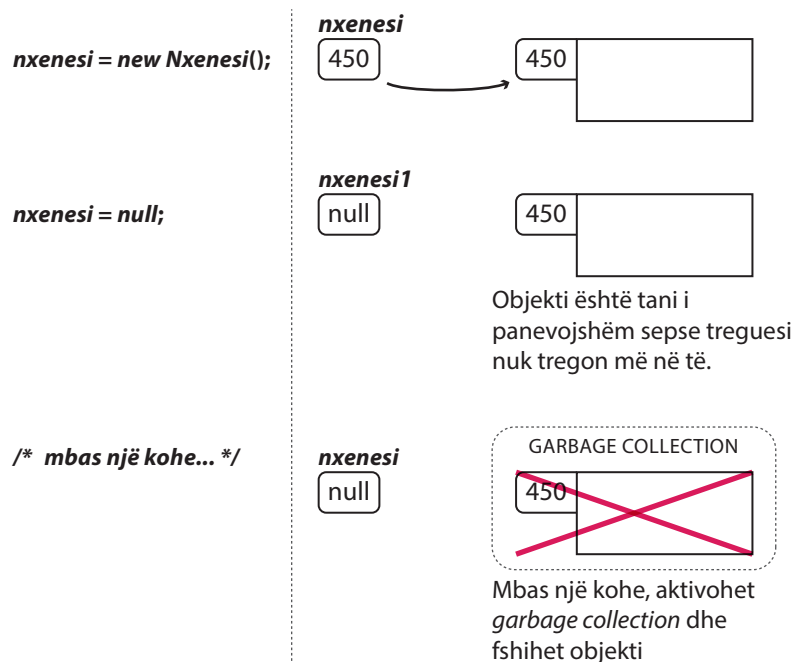 nxenesi
nxenesi = new Nxenesi();
450
450
nxenesi1
nxenesi = null;
null
450
Objekti është tani i
panevojshëm sepse treguesi
nuk tregon më në të.
GARBAGE COLLECTION
/* mbas një kohe... */
nxenesi
null
450
Mbas një kohe, aktivohet
garbage collection dhe
fshihet objekti